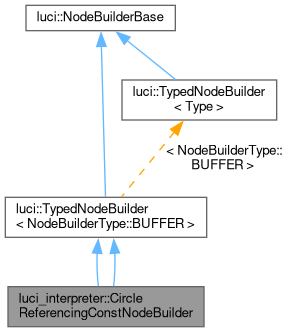 luci::NodeBuilderBase
luci::TypedNodeBuilder
< Type >
< NodeBuilderType::
BUFFER >
luci::TypedNodeBuilder
< NodeBuilderType::BUFFER >
luci_interpreter::Circle
ReferencingConstNodeBuilder